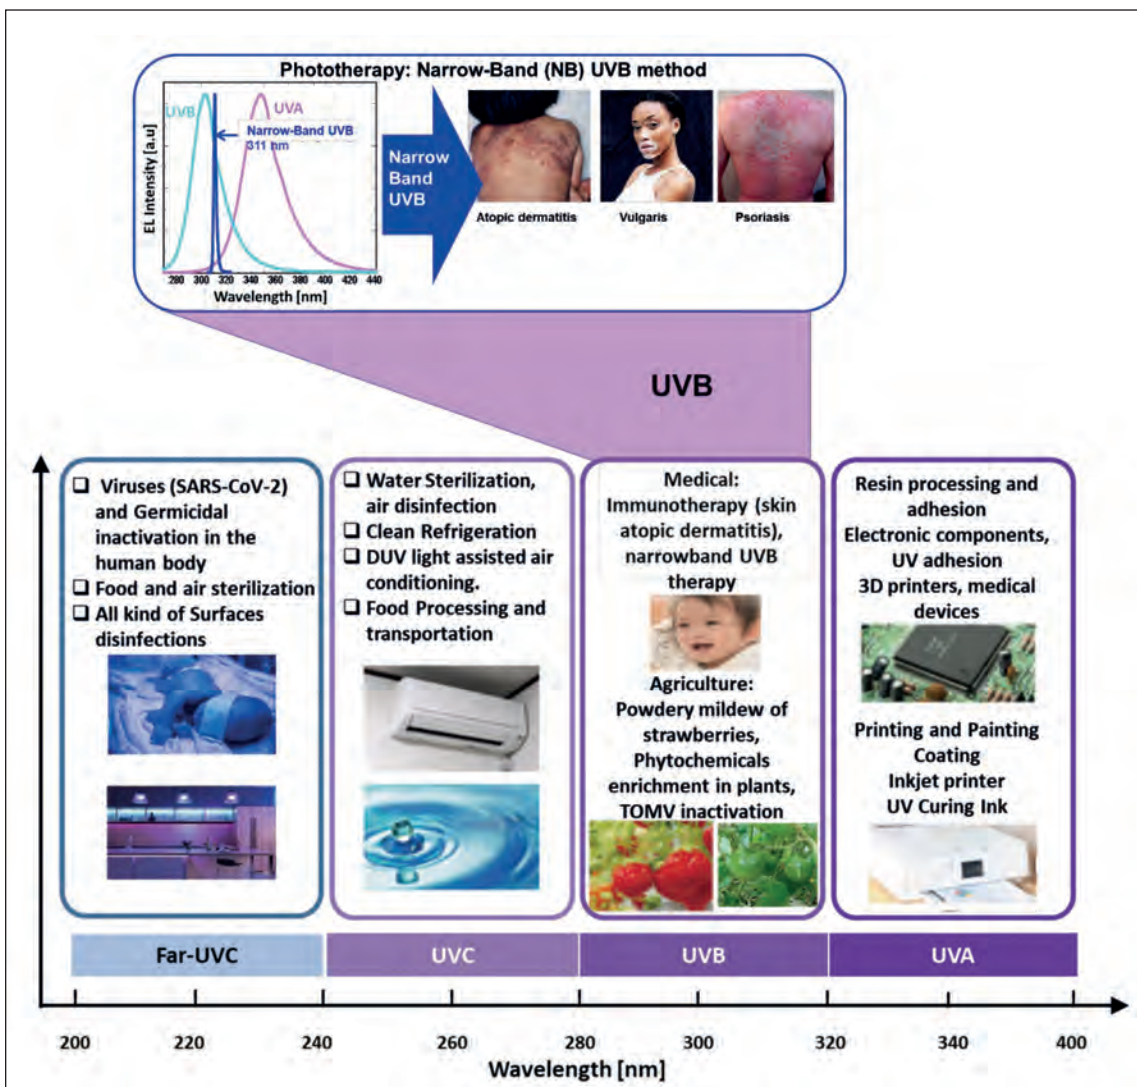 Phototherapy: Narrow-Band (NB) UVB method
UVB
UVA
Narrow-Band UVB
311 nm
EL Intensity [a.u]
280 300 320 340 360 380 400 420 440
Wavelength [nm]
Narrow
Band
UVB
Atopic dermatitis
Vulgaris
Psoriasis
UVB
Viruses (SARS-CoV-2)
and Germicidal
inactivation in the
human body
Food and air sterilization
All kind of Surfaces
disinfections
Water Sterilization,
air disinfection
Clean Refrigeration
DUV light assisted air
conditioning.
Food Processing and
transportation
Medical:
Immunotherapy (skin
atopic dermatitis),
narrowband UVB
therapy
Agriculture:
Powdery mildew of
strawberries,
Phytochemicals
enrichment in plants,
TOMV inactivation
Resin processing and
adhesion
Electronic components,
UV adhesion
3D printers, medical
devices
Printing and Painting
Coating
Inkjet printer
UV Curing Ink
Far-UVC
UVC
UVB
UVA
200 220 240 260 280 300 320 340 400
Wavelength [nm]